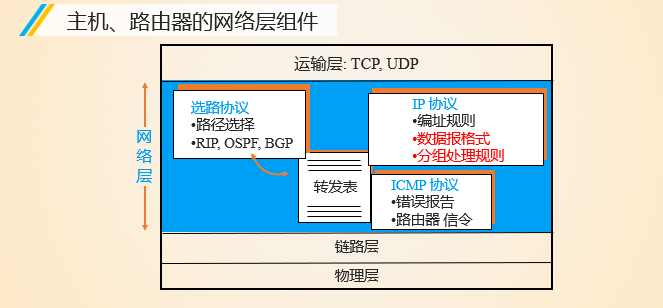 主机、路由器的网络层组件
运输层: TCP, UDP
网络层
选路协议
•路径选择
•RIP, OSPF, BGP
转发表
IP 协议
•编址规则
•数据报格式
•分组处理规则
ICMP 协议
•错误报告
•路由器 信令
链路层
物理层